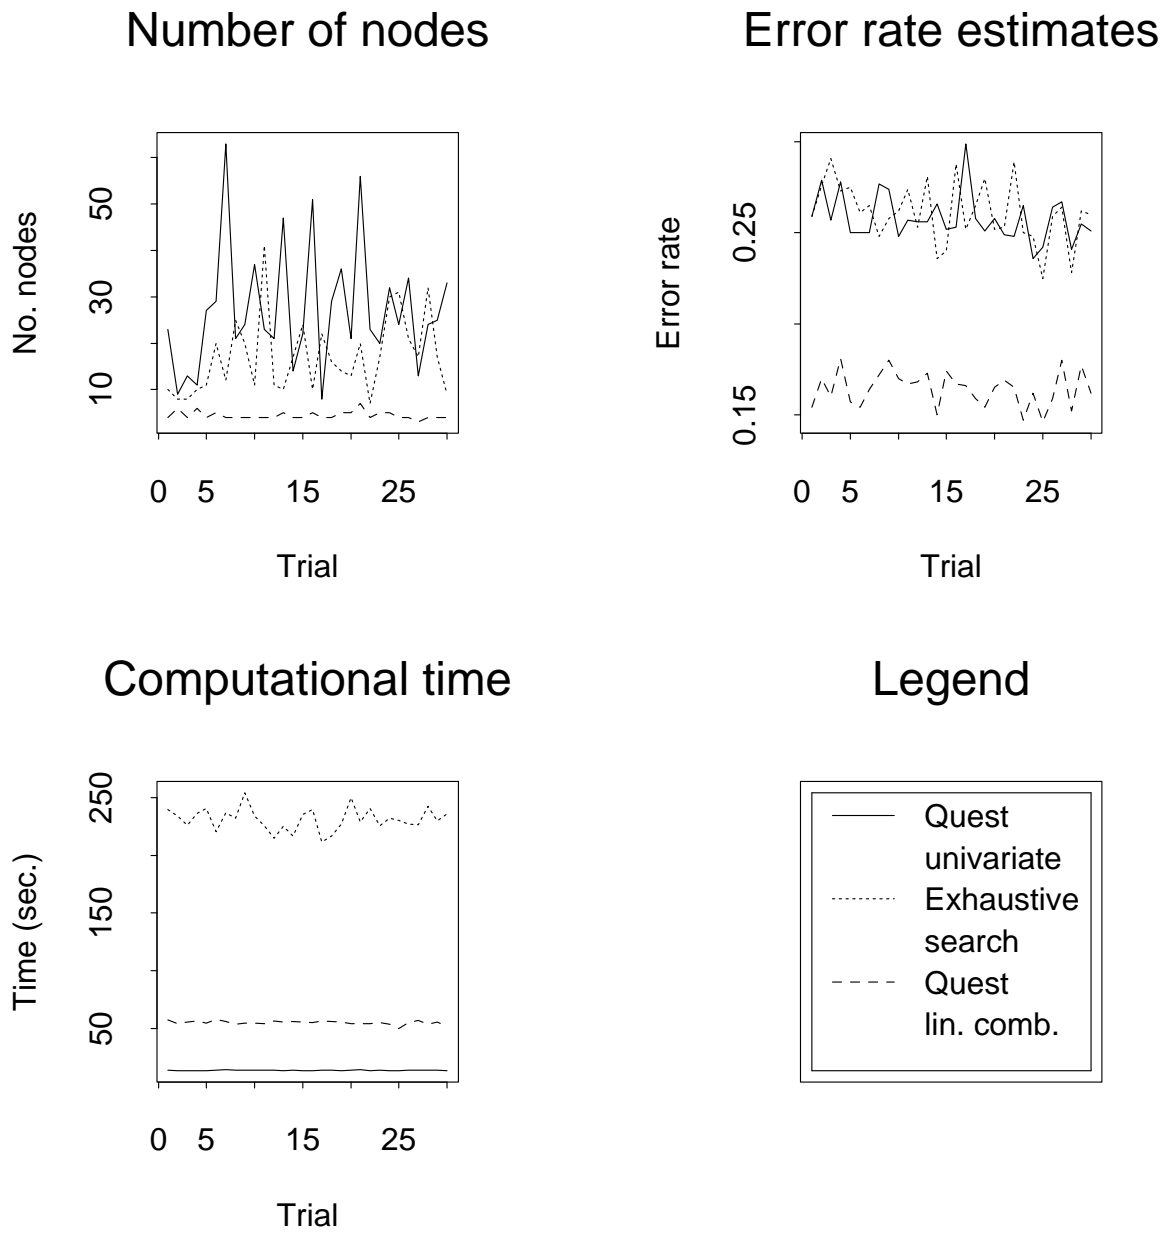 Number of nodes
No. nodes
50
30
10
0 5 15 25
Trial
Error rate estimates
Error rate
0.25
0.15
0 5 15 25
Trial
Computational time
Time (sec.)
250
150
50
0 5 15 25
Trial
Legend
Quest
univariate
Exhaustive
search
Quest
lin. comb.